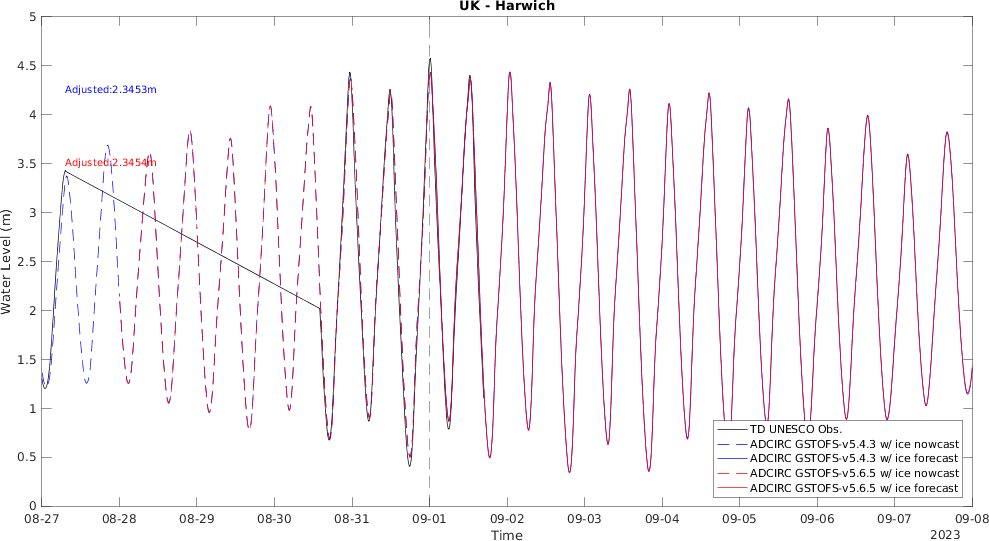 UK - Harwich
5
4.5
4
3.5
3
2.5
2
1.5
1
0.5
0
Water Level (m)
Adjusted:2.3453m
Adjusted:2.3454m
TD UNESCO Obs.
ADCIRC GSTOFS-v5.4.3 w/ ice nowcast
ADCIRC GSTOFS-v5.4.3 w/ ice forecast
ADCIRC GSTOFS-v5.6.5 w/ ice nowcast
ADCIRC GSTOFS-v5.6.5 w/ ice forecast
08-27 08-28 08-29 08-30 08-31 09-01 09-02 09-03 09-04 09-05 09-06 09-07 09-08
Time
2023